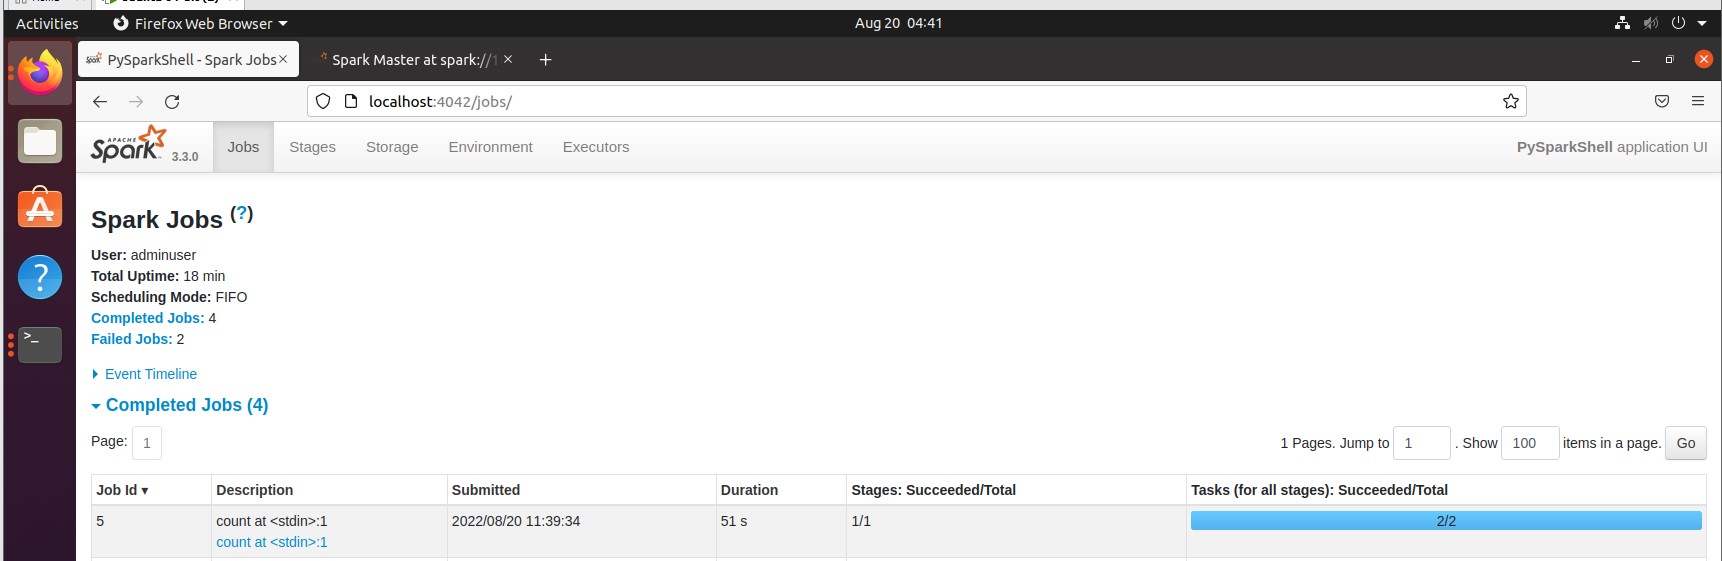 Activities Firefox Web Browser Aug 20 04:41
PySparkShell - Spark Jobs Spark Master at spark://1
localhost:4042/jobs/
APACHE Spark 3.3.0 Jobs Stages Storage Environment Executors PySparkShell application UI
Spark Jobs (?)
User: adminuser
Total Uptime: 18 min
Scheduling Mode: FIFO
Completed Jobs: 4
Failed Jobs: 2
Event Timeline
Completed Jobs (4)
Page: 1 1 Pages. Jump to 1 . Show 100 items in a page. Go
Job Id ▾ Description Submitted Duration Stages: Succeeded/Total Tasks (for all stages): Succeeded/Total
5 count at <stdin>:1 2022/08/20 11:39:34 51 s 1/1 2/2
count at <stdin>:1